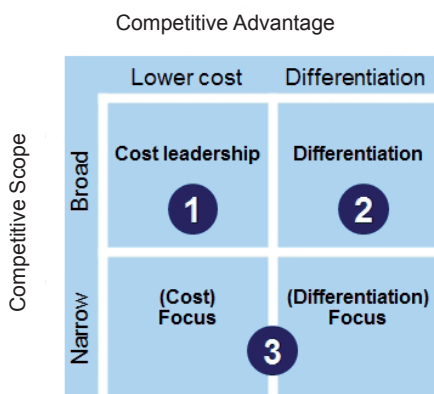 Competitive Advantage
Lower cost
Differentiation
Competitive Scope
Broad
Cost leadership
1
Differentiation
2
Narrow
(Cost)
Focus
(Differentiation)
Focus
3